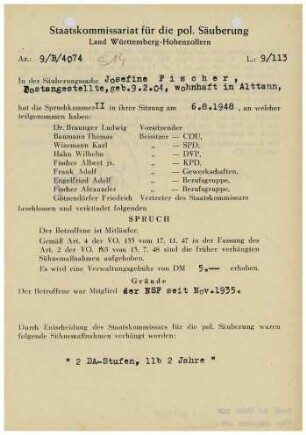 Staatskommissariat für die pol. Säuberung
Land Württemberg-Hohenzollern
Az.: 9/B/4074 L.: 9/113
In der Säuberungssache Josefine Fischer,
Postangestellte, geb.9.2.04, wohnhaft in Alttann,
hat die Spruchkammer II in ihrer Sitzung am 6.8.1948, an welcher
teilgenommen haben:
Dr. Braunger Ludwig Vorsitzender
Baumann Thomas Beisitzer – CDU,
Wizemann Karl „ – SPD,
Hahn Wilhelm „ – DVP,
Fischer Albert jr. „ – KPD,
Frank Adolf „ – Gewerkschaften,
Engelfried Adolf „ – Berufsgruppe,
Fischer Alexander „ – Berufsgruppe,
Götzendörfer Friedrich Vertreter des Staatskommissars
beschlossen und verkündet folgenden
SPRUCH
Der Betroffene ist Mitläufer.
Gemäß Art. 4 der VO. 133 vom 17. 11. 47 in der Fassung des
Art. 2 der VO. 165 vom 13. 7. 48 sind die früher verhängten
Sühnemaßnahmen aufgehoben.
Es wird eine Verwaltungsgebühr von DM 5.— erhoben.
Gründe
Der Betroffene war Mitglied der NSF seit Nov.1935.
Durch Entscheidung des Staatskommissars für die pol. Säuberung waren
folgende Sühnemaßnahmen verhängt worden:
" 2 DA-Stufen, 11b 2 Jahre "